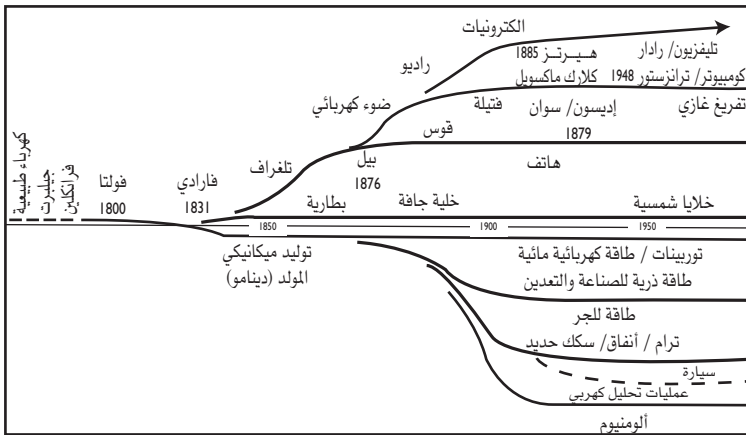 الكترونيات
هيرتز 1885
تليفزيون/ رادار
راديو
كلارك ماكسويل
كومبيوتر/ ترانزستور 1948
ضوء كهربائي
فتيلة
إديسون/ سوان
1879
تفريغ غازي
قوس
هاتف
بيل
1876
تلغراف
كهرباء طبيعية
جيلبرت
فرانكلين
فولتا
1800
فارادي
1831
بطارية
خلية جافة
خلايا شمسية
1850
1900
1950
توليد ميكانيكي
المولد (دينامو)
توربينات / طاقة كهربائية مائية
طاقة ذرية للصناعة والتعدين
طاقة للجر
ترام / أنفاق/ سكك حديد
سيارة
عمليات تحليل كهربي
ألومنيوم